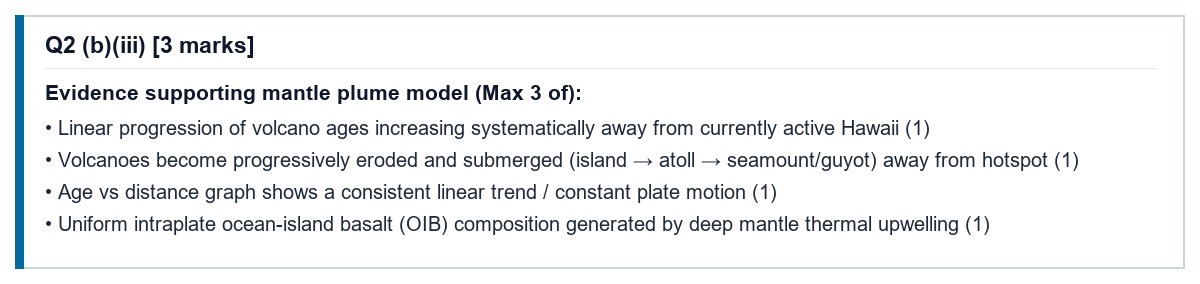 Q2 (b)(iii) [3 marks]
Evidence supporting mantle plume model (Max 3 of):
• Linear progression of volcano ages increasing systematically away from currently active Hawaii (1)
• Volcanoes become progressively eroded and submerged (island → atoll → seamount/guyot) away from hotspot (1)
• Age vs distance graph shows a consistent linear trend / constant plate motion (1)
• Uniform intraplate ocean-island basalt (OIB) composition generated by deep mantle thermal upwelling (1)